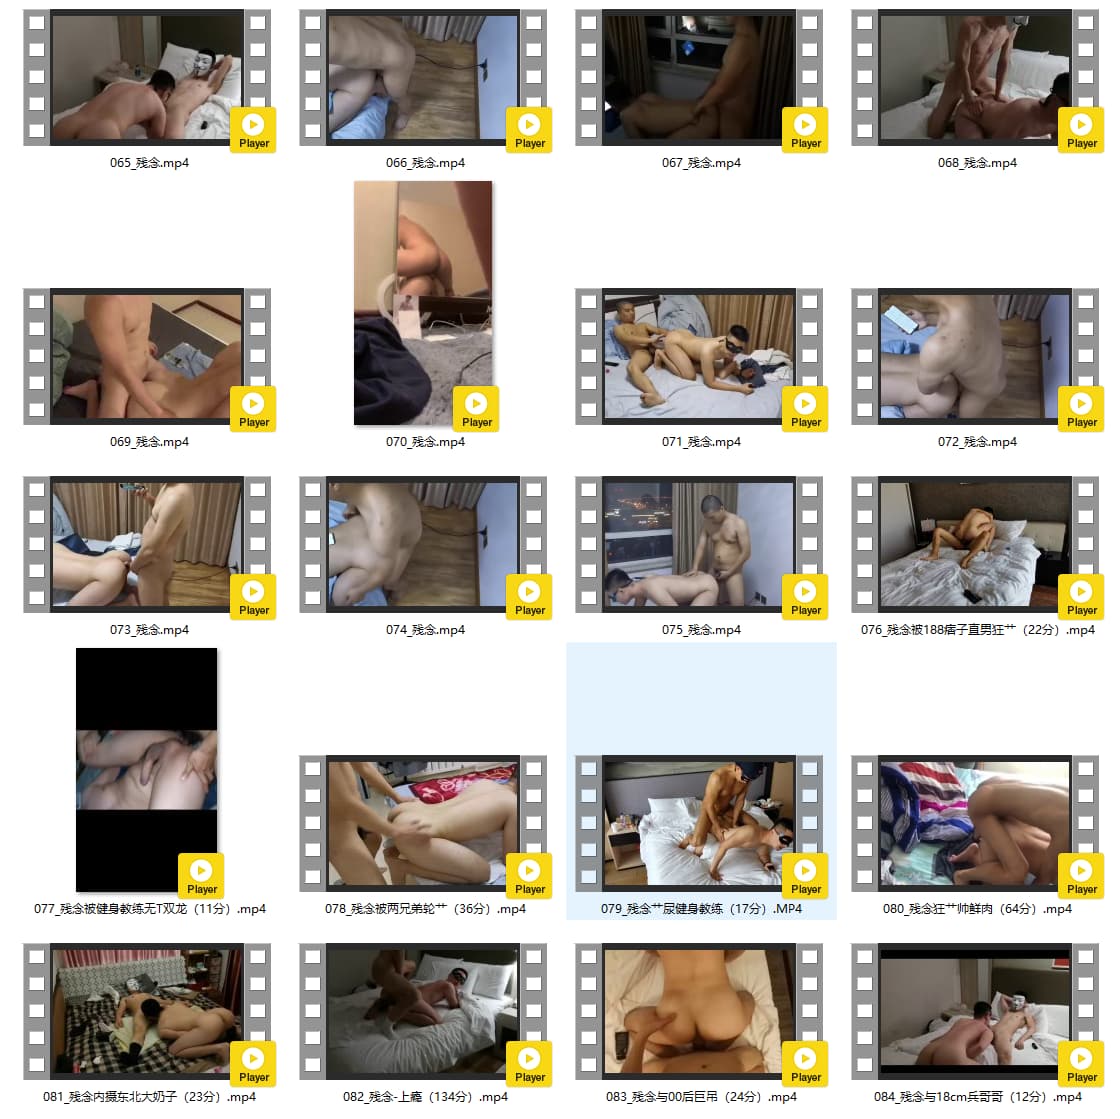 Player
Player
Player
Player
065_残念.mp4
066_残念.mp4
067_残念.mp4
068_残念.mp4
Player
Player
Player
Player
069_残念.mp4
070_残念.mp4
071_残念.mp4
072_残念.mp4
Player
Player
Player
Player
073_残念.mp4
074_残念.mp4
075_残念.mp4
076_残念被188痞子直男狂艹（22分）.mp4
Player
Player
Player
Player
077_残念被健身教练无T双龙（11分）.mp4
078_残念被两兄弟轮艹（36分）.mp4
079_残念艹尿健身教练（17分）.MP4
080_残念狂艹帅鲜肉（64分）.mp4
Player
Player
Player
Player
081_残念内摄东北大奶子（23分）.mp4
082_残念-上瘾（134分）.mp4
083_残念与00后巨吊（24分）.mp4
084_残念与18cm兵哥哥（12分）.mp4